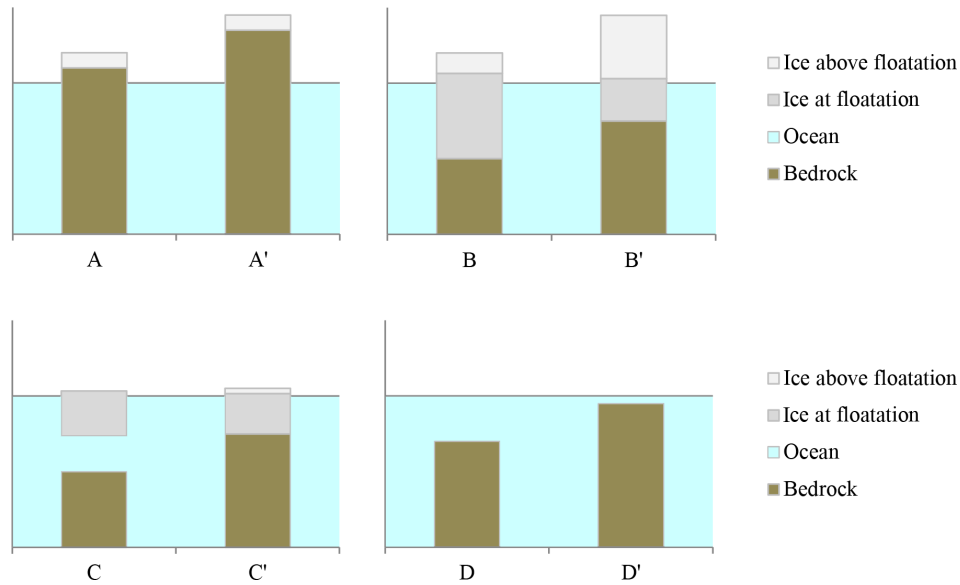 Ice above floatation
Ice at floatation
Ocean
Bedrock
A A' B B'
Ice above floatation
Ice at floatation
Ocean
Bedrock
C C' D D'